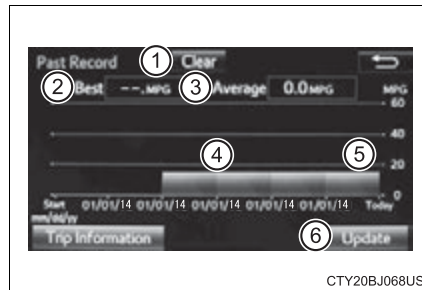 Past Record 1 Clear
2 Best --.MPG 3 Average 0.0 MPG MPG
60
40
4 5
20
0
Start 01/01/14 01/01/14 01/01/14 01/01/14 01/01/14 Today
mm/dd/yy
Trip Information 6 Update
CTY20BJ068US